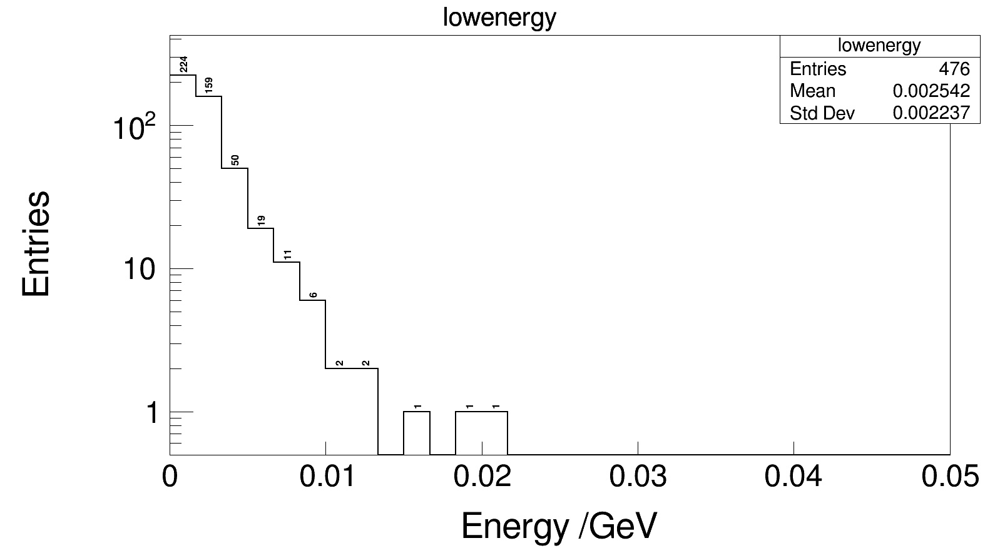 lowenergy
lowenergy
Entries 476
Mean 0.002542
Std Dev 0.002237
224
159
50
19
11
6
2 2
1 1 1
10²
10
1
Entries
0 0.01 0.02 0.03 0.04 0.05
Energy /GeV